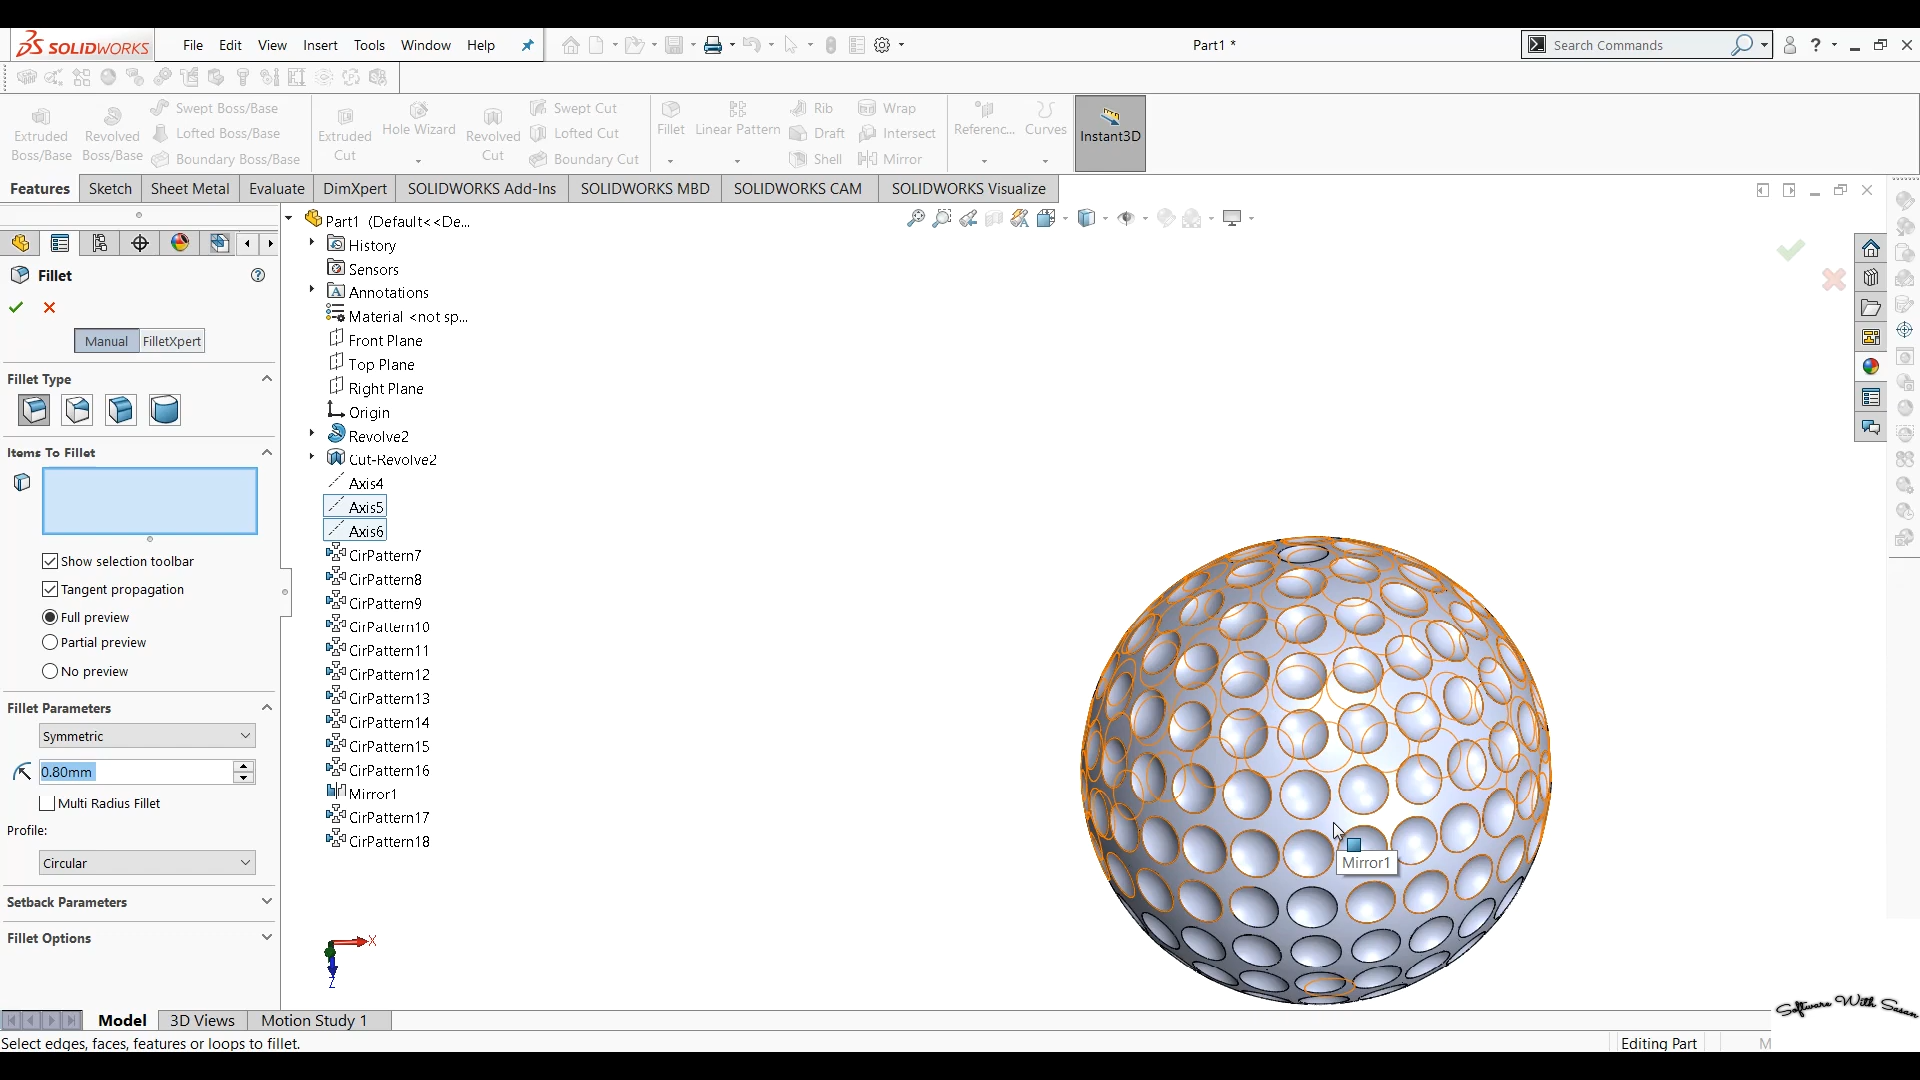 SOLIDWORKS
File Edit View Insert Tools Window Help
Part1 *
Search Commands
?
Extruded Boss/Base
Revolved Boss/Base
Swept Boss/Base
Lofted Boss/Base
Boundary Boss/Base
Extruded Cut
Hole Wizard
Revolved Cut
Swept Cut
Lofted Cut
Boundary Cut
Fillet
Linear Pattern
Rib
Draft
Shell
Wrap
Intersect
Mirror
Referenc...
Curves
Instant3D
Features Sketch Sheet Metal Evaluate DimXpert SOLIDWORKS Add-Ins SOLIDWORKS MBD SOLIDWORKS CAM SOLIDWORKS Visualize
Fillet
Manual FilletXpert
Fillet Type
Items To Fillet
Show selection toolbar
Tangent propagation
Full preview
Partial preview
No preview
Fillet Parameters
Symmetric
0.80mm
Multi Radius Fillet
Profile:
Circular
Setback Parameters
Fillet Options
Part1 (Default<<De...
History
Sensors
Annotations
Material <not sp...
Front Plane
Top Plane
Right Plane
Origin
Revolve2
Cut-Revolve2
Axis4
Axis5
Axis6
CirPattern7
CirPattern8
CirPattern9
CirPattern10
CirPattern11
CirPattern12
CirPattern13
CirPattern14
CirPattern15
CirPattern16
Mirror1
CirPattern17
CirPattern18
X
Z
Mirror1
Software With Sasan
Model 3D Views Motion Study 1
Select edges, faces, features or loops to fillet.
Editing Part
M